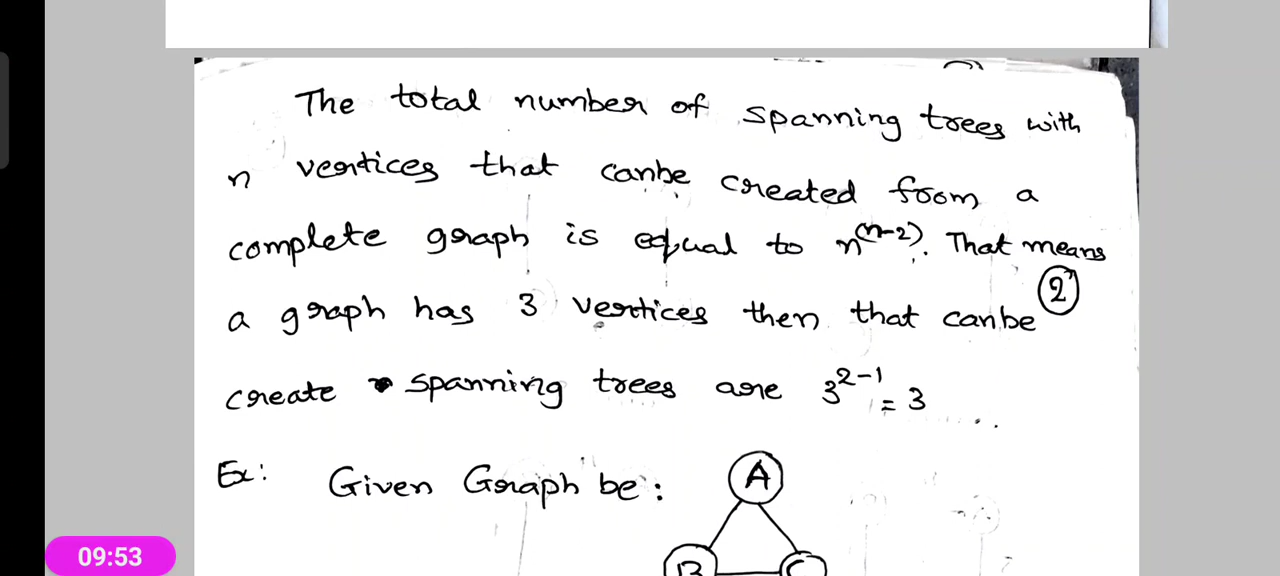 The total number of spanning trees with
n vertices that canbe created from a
complete graph is equal to n^(n-2). That means
a graph has 3 vertices then that canbe
2
create spanning trees are 3^2-1 = 3
Ex: Given Graph be:
A
B C
09:53